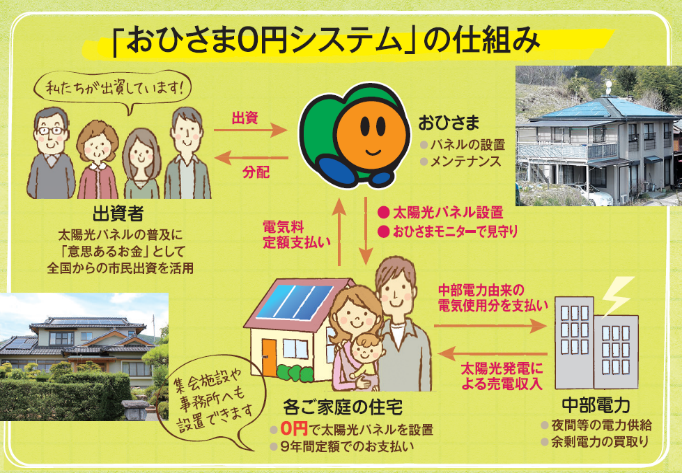 「おひさま0円システム」の仕組み
私たちが出資しています!
出資
分配
おひさま
●パネルの設置
●メンテナンス
出資者
太陽光パネルの普及に
「意思あるお金」として
全国からの市民出資を活用
電気料
定額支払い
●太陽光パネル設置
●おひさまモニターで見守り
中部電力由来の
電気使用分を支払い
太陽光発電に
よる売電収入
集会施設や
事務所へも
設置できます
各ご家庭の住宅
●0円で太陽光パネルを設置
●9年間定額でのお支払い
中部電力
●夜間等の電力供給
●余剰電力の買取り